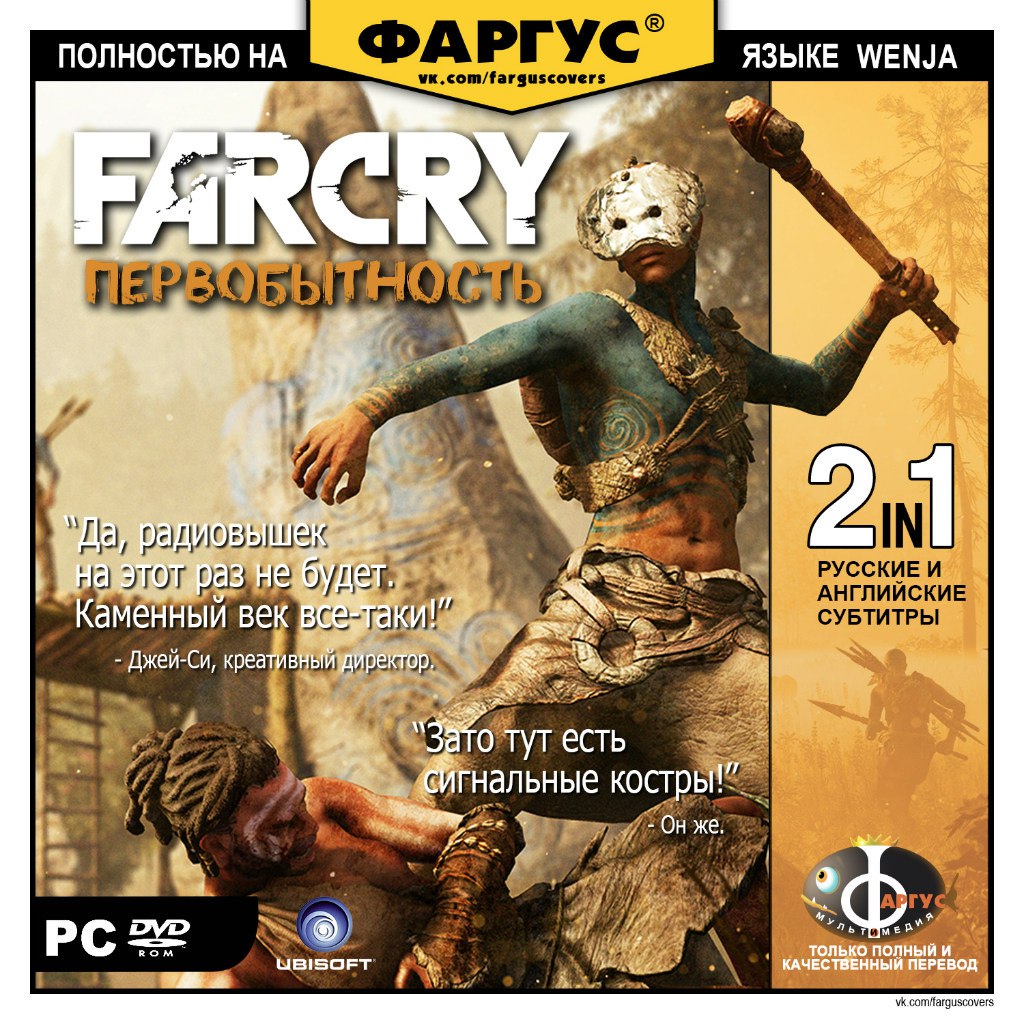 ФАРГУС®
vk.com/farguscovers
ПОЛНОСТЬЮ НА
ЯЗЫКЕ WENJA
FARCRY
ПЕРВОБЫТНОСТЬ
2IN1
РУССКИЕ И
АНГЛИЙСКИЕ
СУБТИТРЫ
“Да, радиовышек
на этот раз не будет.
Каменный век все-таки!”
- Джей-Си, креативный директор.
“Зато тут есть
сигнальные костры!”
- Он же.
PC DVD
ROM
UBISOFT™
ФАРГУС
МУЛЬТИМЕДИЯ
ТОЛЬКО ПОЛНЫЙ И
КАЧЕСТВЕННЫЙ ПЕРЕВОД
vk.com/farguscovers